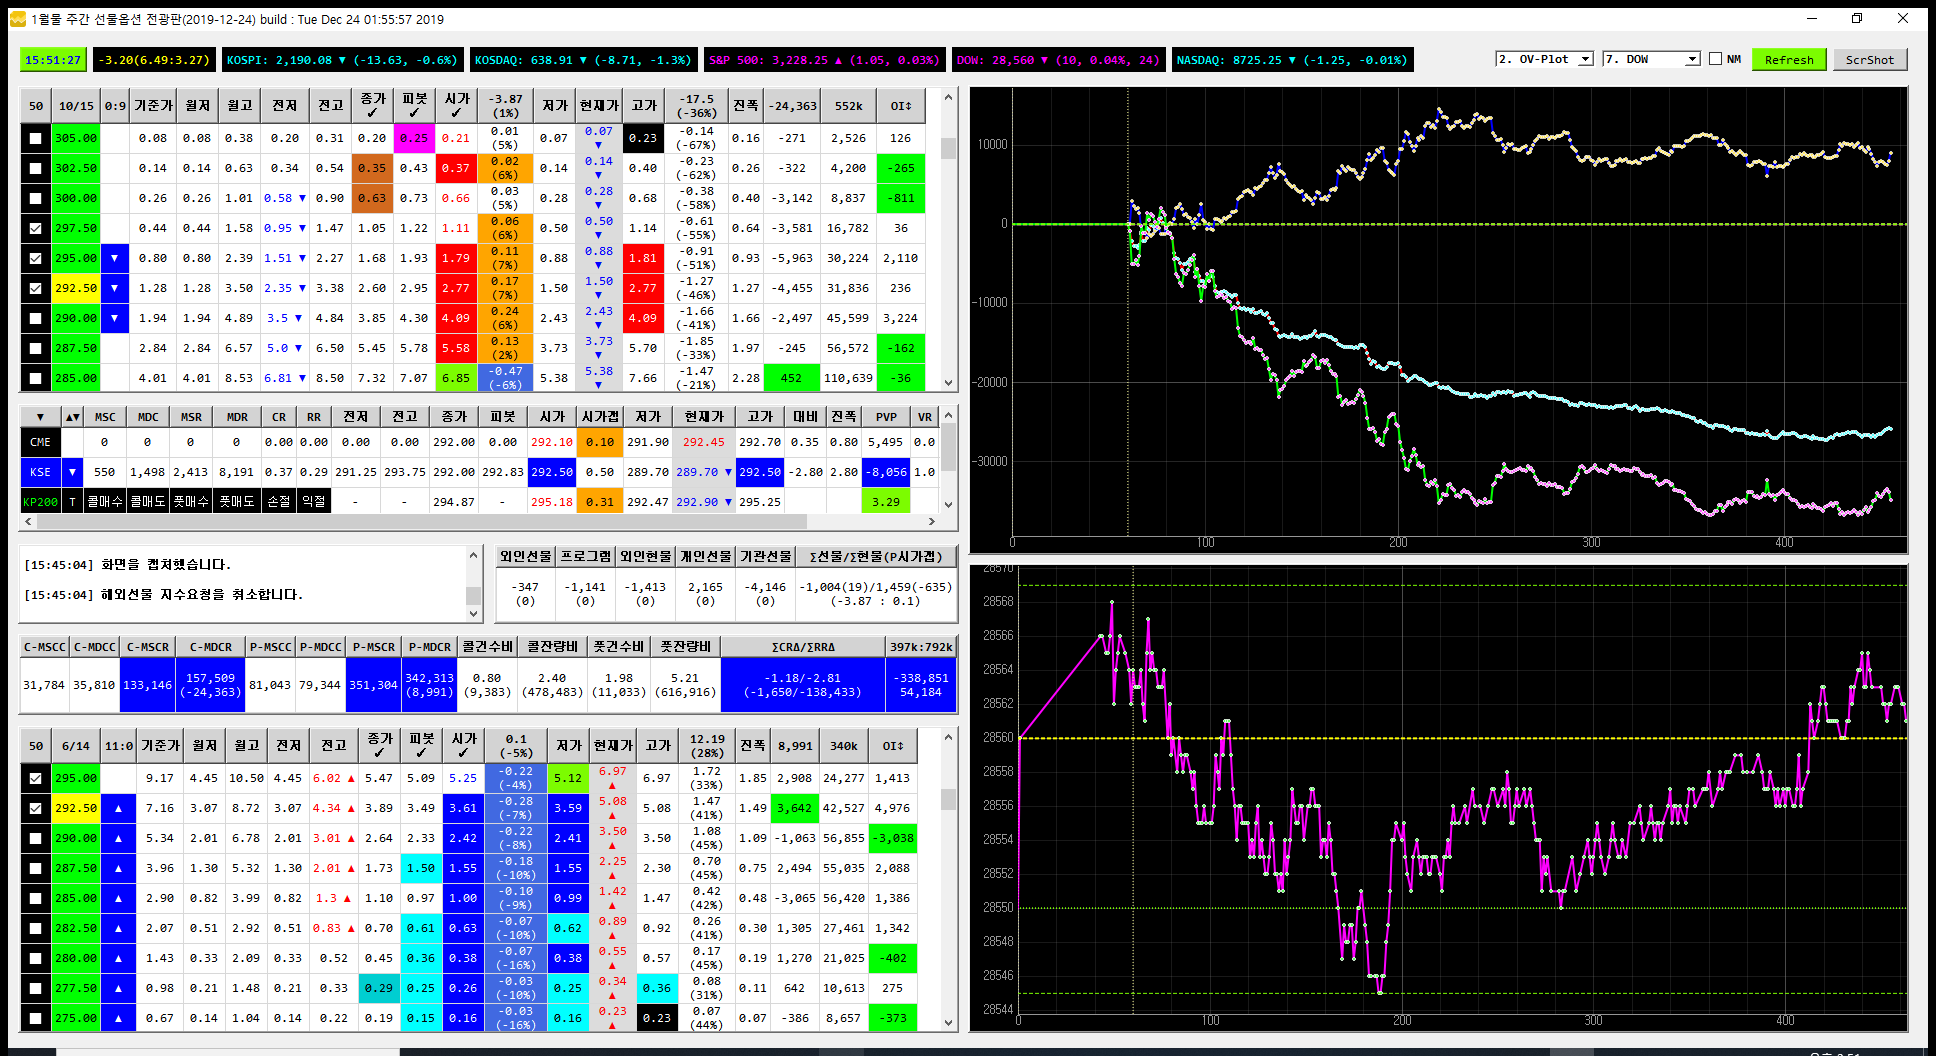 1월물 주간 선물옵션 전광판(2019-12-24) build : Tue Dec 24 01:55:57 2019
15:51:27 -3.20(6.49:3.27) KOSPI: 2,190.08 ▼ (-13.63, -0.6%) KOSDAQ: 638.91 ▼ (-8.71, -1.3%) S&P 500: 3,228.25 ▲ (1.05, 0.03%) DOW: 28,560 ▼ (10, 0.04%, 24) NASDAQ: 8725.25 ▼ (-1.25, -0.01%) 2. OV-Plot 7. DOW NM Refresh ScrShot
50 10/15 0:9 기준가 월저 월고 전저 전고 종가 ✓ 피봇 ✓ 시가 ✓ -3.87 (1%) 저가 현재가 고가 -17.5 (-36%) 진폭 -24,363 552k OI↕
305.00 0.08 0.08 0.38 0.20 0.31 0.20 0.25 0.21 0.01 (5%) 0.07 0.07 ▼ 0.23 -0.14 (-67%) 0.16 -271 2,526 126
302.50 0.14 0.14 0.63 0.34 0.54 0.35 0.43 0.37 0.02 (6%) 0.14 0.14 ▼ 0.40 -0.23 (-62%) 0.26 -322 4,200 -265
300.00 0.26 0.26 1.01 0.58 ▼ 0.90 0.63 0.73 0.66 0.03 (5%) 0.28 0.28 ▼ 0.68 -0.38 (-58%) 0.40 -3,142 8,837 -811
297.50 0.44 0.44 1.58 0.95 ▼ 1.47 1.05 1.22 1.11 0.06 (6%) 0.50 0.50 ▼ 1.14 -0.61 (-55%) 0.64 -3,581 16,782 36
295.00 ▼ 0.80 0.80 2.39 1.51 ▼ 2.27 1.68 1.93 1.79 0.11 (7%) 0.88 0.88 ▼ 1.81 -0.91 (-51%) 0.93 -5,963 30,224 2,110
292.50 ▼ 1.28 1.28 3.50 2.35 ▼ 3.38 2.60 2.95 2.77 0.17 (7%) 1.50 1.50 ▼ 2.77 -1.27 (-46%) 1.27 -4,455 31,836 236
290.00 ▼ 1.94 1.94 4.89 3.5 ▼ 4.84 3.85 4.30 4.09 0.24 (6%) 2.43 2.43 ▼ 4.09 -1.66 (-41%) 1.66 -2,497 45,599 3,224
287.50 2.84 2.84 6.57 5.0 ▼ 6.50 5.45 5.78 5.58 0.13 (2%) 3.73 3.73 ▼ 5.70 -1.85 (-33%) 1.97 -245 56,572 -162
285.00 4.01 4.01 8.53 6.81 ▼ 8.50 7.32 7.07 6.85 -0.47 (-6%) 5.38 5.38 ▼ 7.66 -1.47 (-21%) 2.28 452 110,639 -36
▼ ▲▼ MSC MDC MSR MDR CR RR 전저 전고 종가 피봇 시가 시가갭 저가 현재가 고가 대비 진폭 PVP VR
CME 0 0 0 0 0.00 0.00 0.00 0.00 292.00 0.00 292.10 0.10 291.90 292.45 292.70 0.35 0.80 5,495 0.0
KSE ▼ 550 1,498 2,413 8,191 0.37 0.29 291.25 293.75 292.00 292.83 292.50 0.50 289.70 289.70 ▼ 292.50 -2.80 2.80 -8,056 1.0
KP200 T 콜매수 콜매도 풋매수 풋매도 손절 익절 - - 294.87 - 295.18 0.31 292.47 292.90 ▼ 295.25 3.29
[15:45:04] 화면을 캡쳐했습니다.
[15:45:04] 해외선물 지수요청을 취소합니다.
외인선물 프로그램 외인현물 개인선물 기관선물 Σ선물/Σ현물(P시가갭)
-347 (0) -1,141 (0) -1,413 (0) 2,165 (0) -4,146 (0) -1,004(19)/1,459(-635) (-3.87 : 0.1)
C-MSCC C-MDCC C-MSCR C-MDCR P-MSCC P-MDCC P-MSCR P-MDCR 콜건수비 콜잔량비 풋건수비 풋잔량비 ΣCRΔ/ΣRRΔ 397k:792k
31,784 35,810 133,146 157,509 (-24,363) 81,043 79,344 351,304 342,313 (8,991) 0.80 (9,383) 2.40 (478,483) 1.98 (11,033) 5.21 (616,916) -1.18/-2.81 (-1,650/-138,433) -338,851 54,184
50 6/14 11:0 기준가 월저 월고 전저 전고 종가 ✓ 피봇 ✓ 시가 ✓ 0.1 (-5%) 저가 현재가 고가 12.19 (28%) 진폭 8,991 340k OI↕
295.00 9.17 4.45 10.50 4.45 6.02 ▲ 5.47 5.09 5.25 -0.22 (-4%) 5.12 6.97 ▲ 6.97 1.72 (33%) 1.85 2,908 24,277 1,413
292.50 ▲ 7.16 3.07 8.72 3.07 4.34 ▲ 3.89 3.49 3.61 -0.28 (-7%) 3.59 5.08 ▲ 5.08 1.47 (41%) 1.49 3,642 42,527 4,976
290.00 ▲ 5.34 2.01 6.78 2.01 3.01 ▲ 2.64 2.33 2.42 -0.22 (-8%) 2.41 3.50 ▲ 3.50 1.08 (45%) 1.09 -1,063 56,855 -3,038
287.50 ▲ 3.96 1.30 5.32 1.30 2.01 ▲ 1.73 1.50 1.55 -0.18 (-10%) 1.55 2.25 ▲ 2.30 0.70 (45%) 0.75 2,494 55,035 2,088
285.00 ▲ 2.90 0.82 3.99 0.82 1.3 ▲ 1.10 0.97 1.00 -0.10 (-9%) 0.99 1.42 ▲ 1.47 0.42 (42%) 0.48 -3,065 56,420 1,386
282.50 ▲ 2.07 0.51 2.92 0.51 0.83 ▲ 0.70 0.61 0.63 -0.07 (-10%) 0.62 0.89 ▲ 0.92 0.26 (41%) 0.30 1,305 27,461 1,342
280.00 ▲ 1.43 0.33 2.09 0.33 0.52 0.45 0.36 0.38 -0.07 (-16%) 0.38 0.55 ▲ 0.57 0.17 (45%) 0.19 1,270 21,025 -402
277.50 ▲ 0.98 0.21 1.48 0.21 0.33 0.29 0.25 0.26 -0.03 (-10%) 0.25 0.34 ▲ 0.36 0.08 (31%) 0.11 642 10,613 275
275.00 ▲ 0.67 0.14 1.04 0.14 0.22 0.19 0.15 0.16 -0.03 (-16%) 0.16 0.23 ▲ 0.23 0.07 (44%) 0.07 -386 8,657 -373
10000
0
-10000
-20000
-30000
0 100 200 300 400
28570
28568
28566
28564
28562
28560
28558
28556
28554
28552
28550
28548
28546
28544
0 100 200 300 400